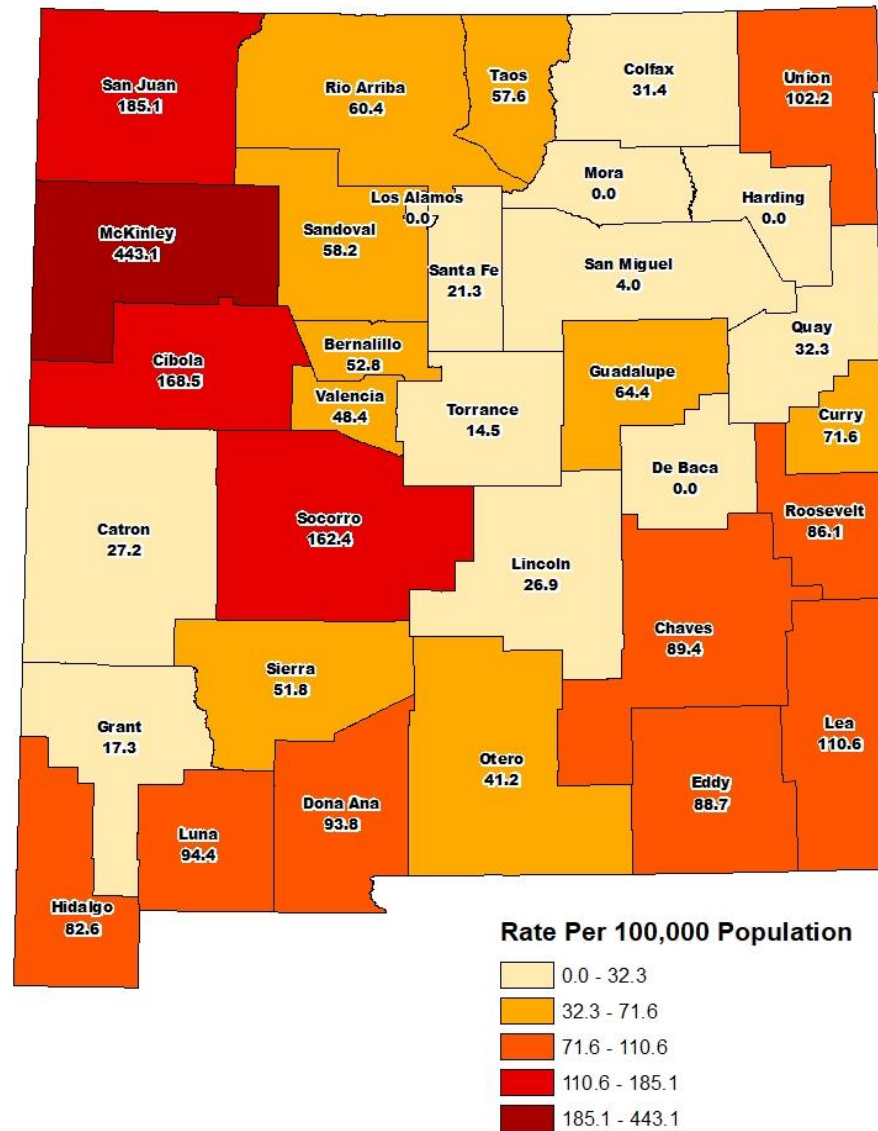 San Juan
185.1
Rio Arriba
60.4
Taos
57.6
Colfax
31.4
Union
102.2
Mora
0.0
Harding
0.0
Los Alamos
0.0
McKinley
443.1
Sandoval
58.2
Santa Fe
21.3
San Miguel
4.0
Quay
32.3
Cibola
168.5
Bernalillo
52.8
Valencia
48.4
Torrance
14.5
Guadalupe
64.4
Curry
71.6
De Baca
0.0
Roosevelt
86.1
Catron
27.2
Socorro
162.4
Lincoln
26.9
Chaves
89.4
Sierra
51.8
Grant
17.3
Otero
41.2
Lea
110.6
Eddy
88.7
Dona Ana
93.8
Luna
94.4
Hidalgo
82.6
Rate Per 100,000 Population
0.0 - 32.3
32.3 - 71.6
71.6 - 110.6
110.6 - 185.1
185.1 - 443.1